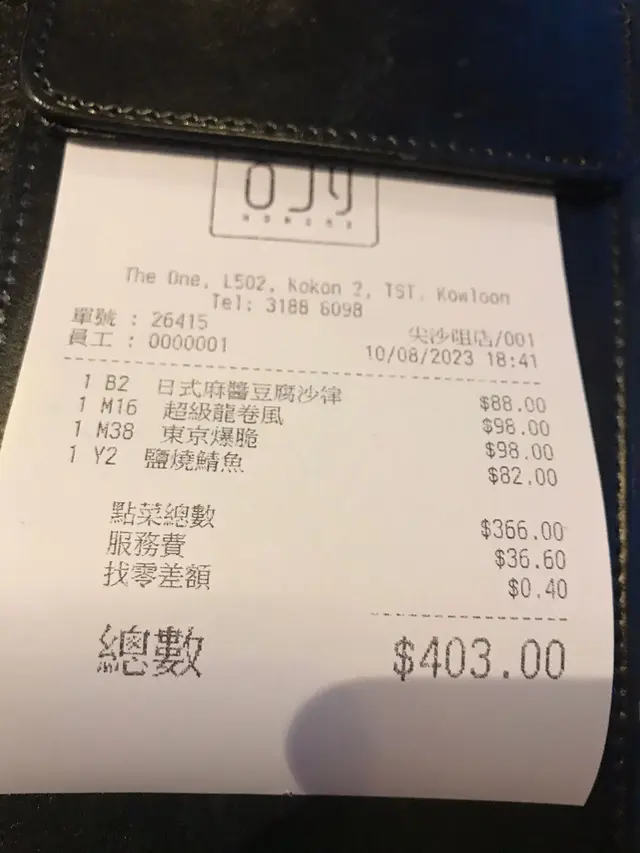 The One, L502, Kokon 2, TST, Kowloon
Tel: 3188 6098
單號 : 26415 尖沙咀店/001
員工 : 0000001 10/08/2023 18:41
1 B2 日式麻醬豆腐沙律 $88.00
1 M16 超級龍卷風 $98.00
1 M38 東京爆脆 $98.00
1 Y2 鹽燒鯖魚 $82.00
點菜總數 $366.00
服務費 $36.60
找零差額 $0.40
總數 $403.00